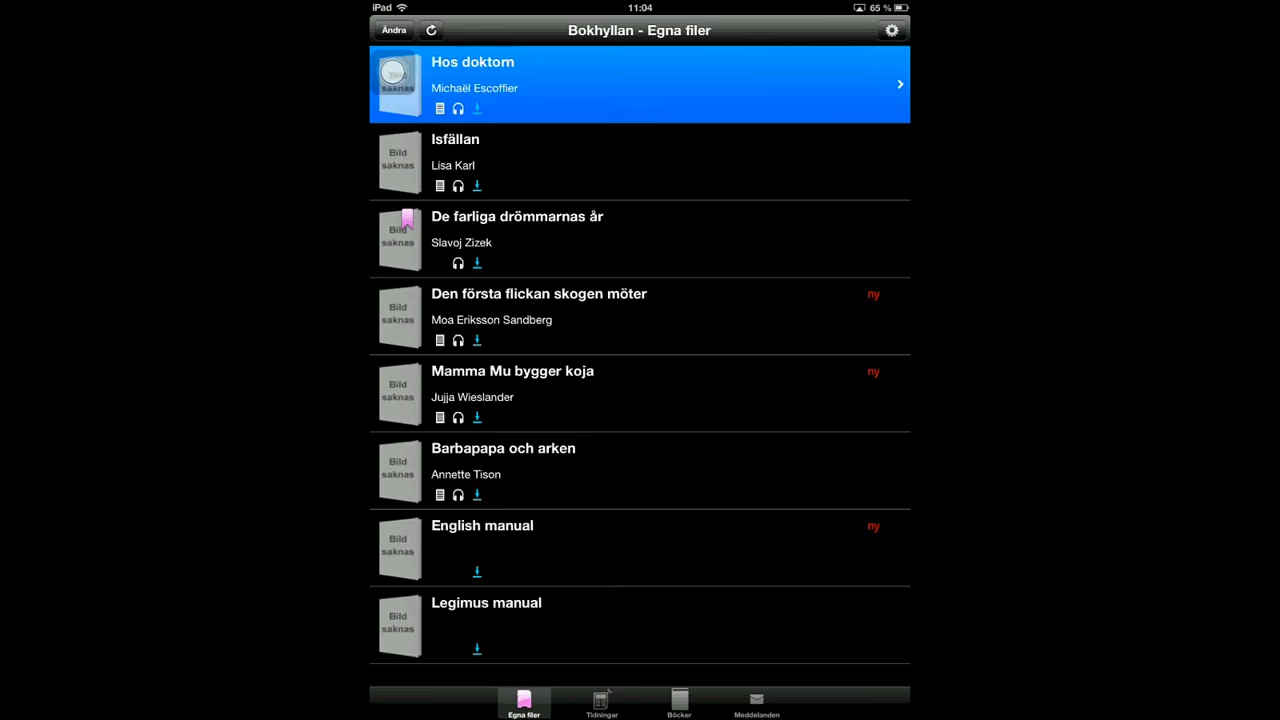 iPad 11:04 65 %
Ändra Bokhyllan - Egna filer
Hos doktorn
saknas Michaël Escoffier
Isfällan
Bild
saknas Lisa Karl
De farliga drömmarnas år
Bild
saknas Slavoj Zizek
Den första flickan skogen möter ny
Bild
saknas Moa Eriksson Sandberg
Mamma Mu bygger koja ny
Bild
saknas Jujja Wieslander
Barbapapa och arken
Bild
saknas Annette Tison
English manual ny
Bild
saknas
Legimus manual
Bild
saknas
Egna filer Tidningar Böcker Meddelanden